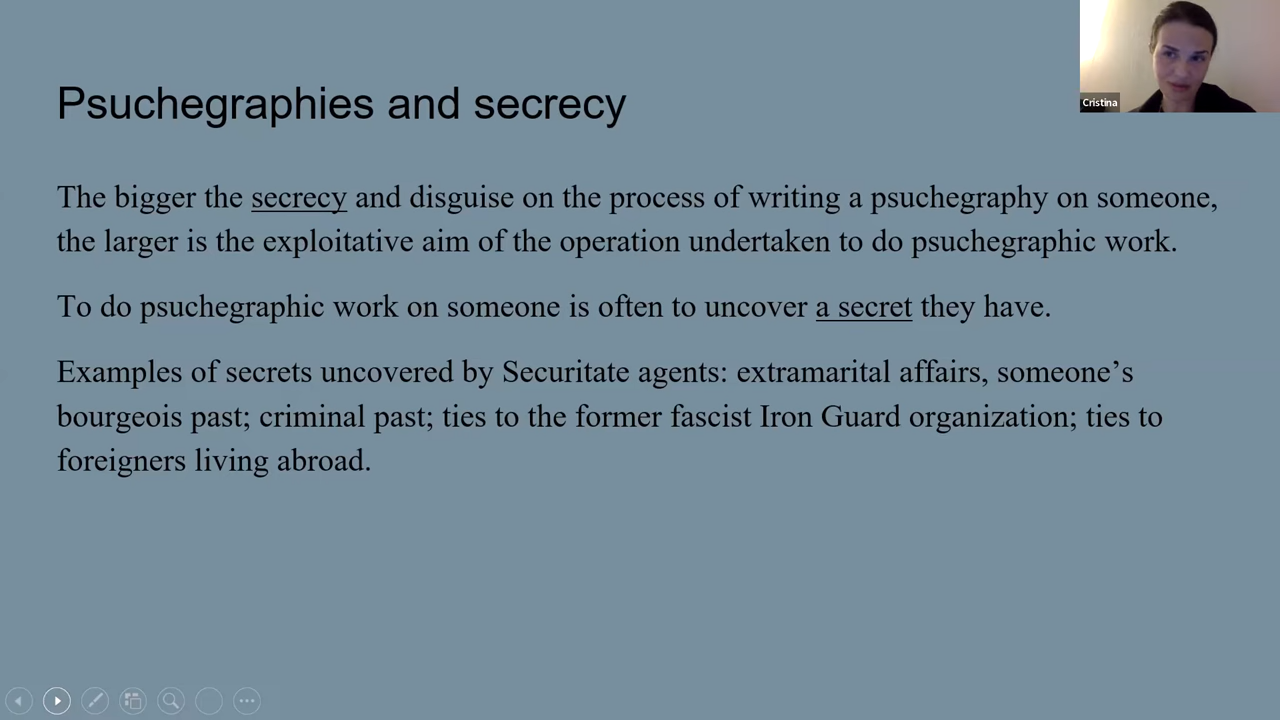 Psuchegraphies and secrecy
Cristina
The bigger the secrecy and disguise on the process of writing a psuchegraphy on someone,
the larger is the exploitative aim of the operation undertaken to do psuchegraphic work.
To do psuchegraphic work on someone is often to uncover a secret they have.
Examples of secrets uncovered by Securitate agents: extramarital affairs, someone’s
bourgeois past; criminal past; ties to the former fascist Iron Guard organization; ties to
foreigners living abroad.